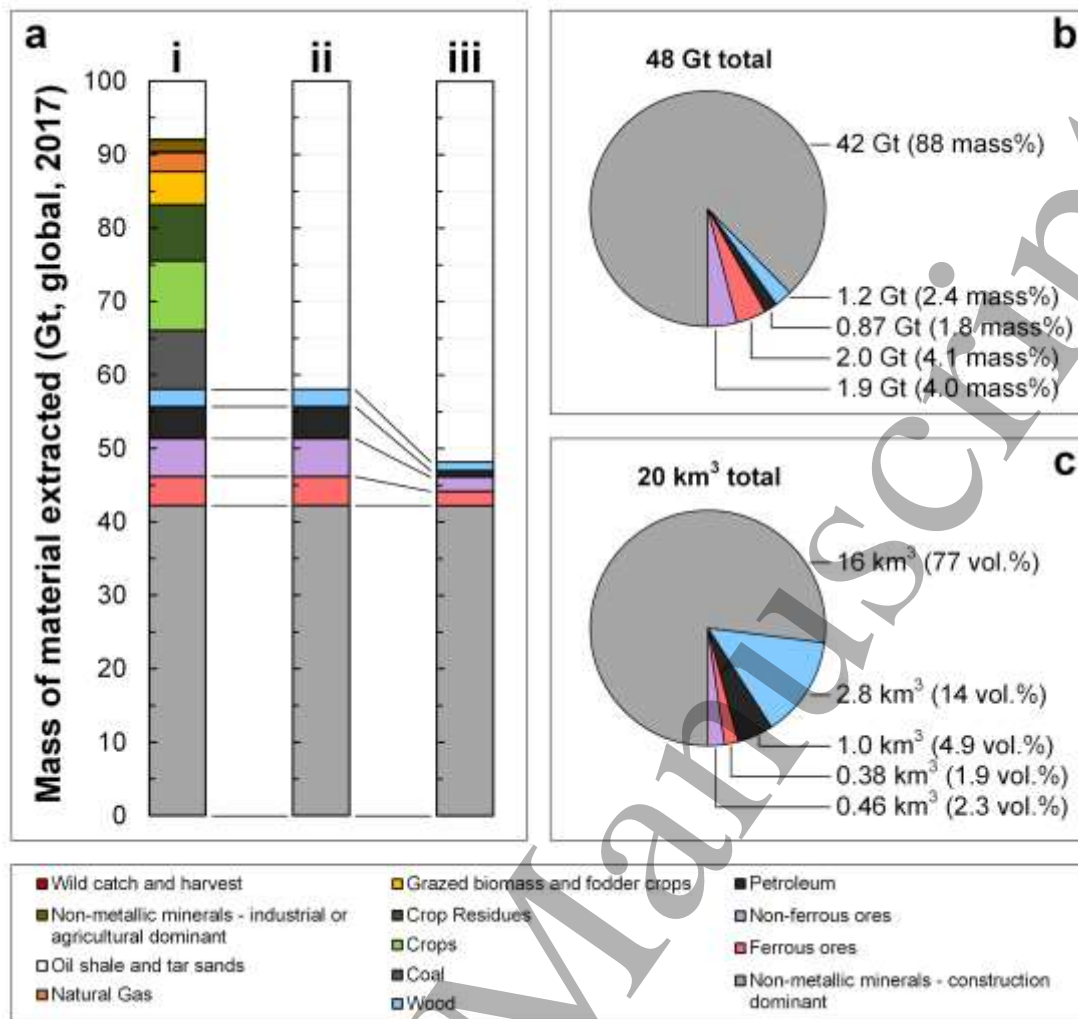 a
i ii iii
Mass of material extracted (Gt, global, 2017)
100
90
80
70
60
50
40
30
20
10
0
b
48 Gt total
42 Gt (88 mass%)
1.2 Gt (2.4 mass%)
0.87 Gt (1.8 mass%)
2.0 Gt (4.1 mass%)
1.9 Gt (4.0 mass%)
c
20 km³ total
16 km³ (77 vol.%)
2.8 km³ (14 vol.%)
1.0 km³ (4.9 vol.%)
0.38 km³ (1.9 vol.%)
0.46 km³ (2.3 vol.%)
Wild catch and harvest
Non-metallic minerals - industrial or
agricultural dominant
Oil shale and tar sands
Natural Gas
Grazed biomass and fodder crops
Crop Residues
Crops
Coal
Wood
Petroleum
Non-ferrous ores
Ferrous ores
Non-metallic minerals - construction
dominant
Manuscrip